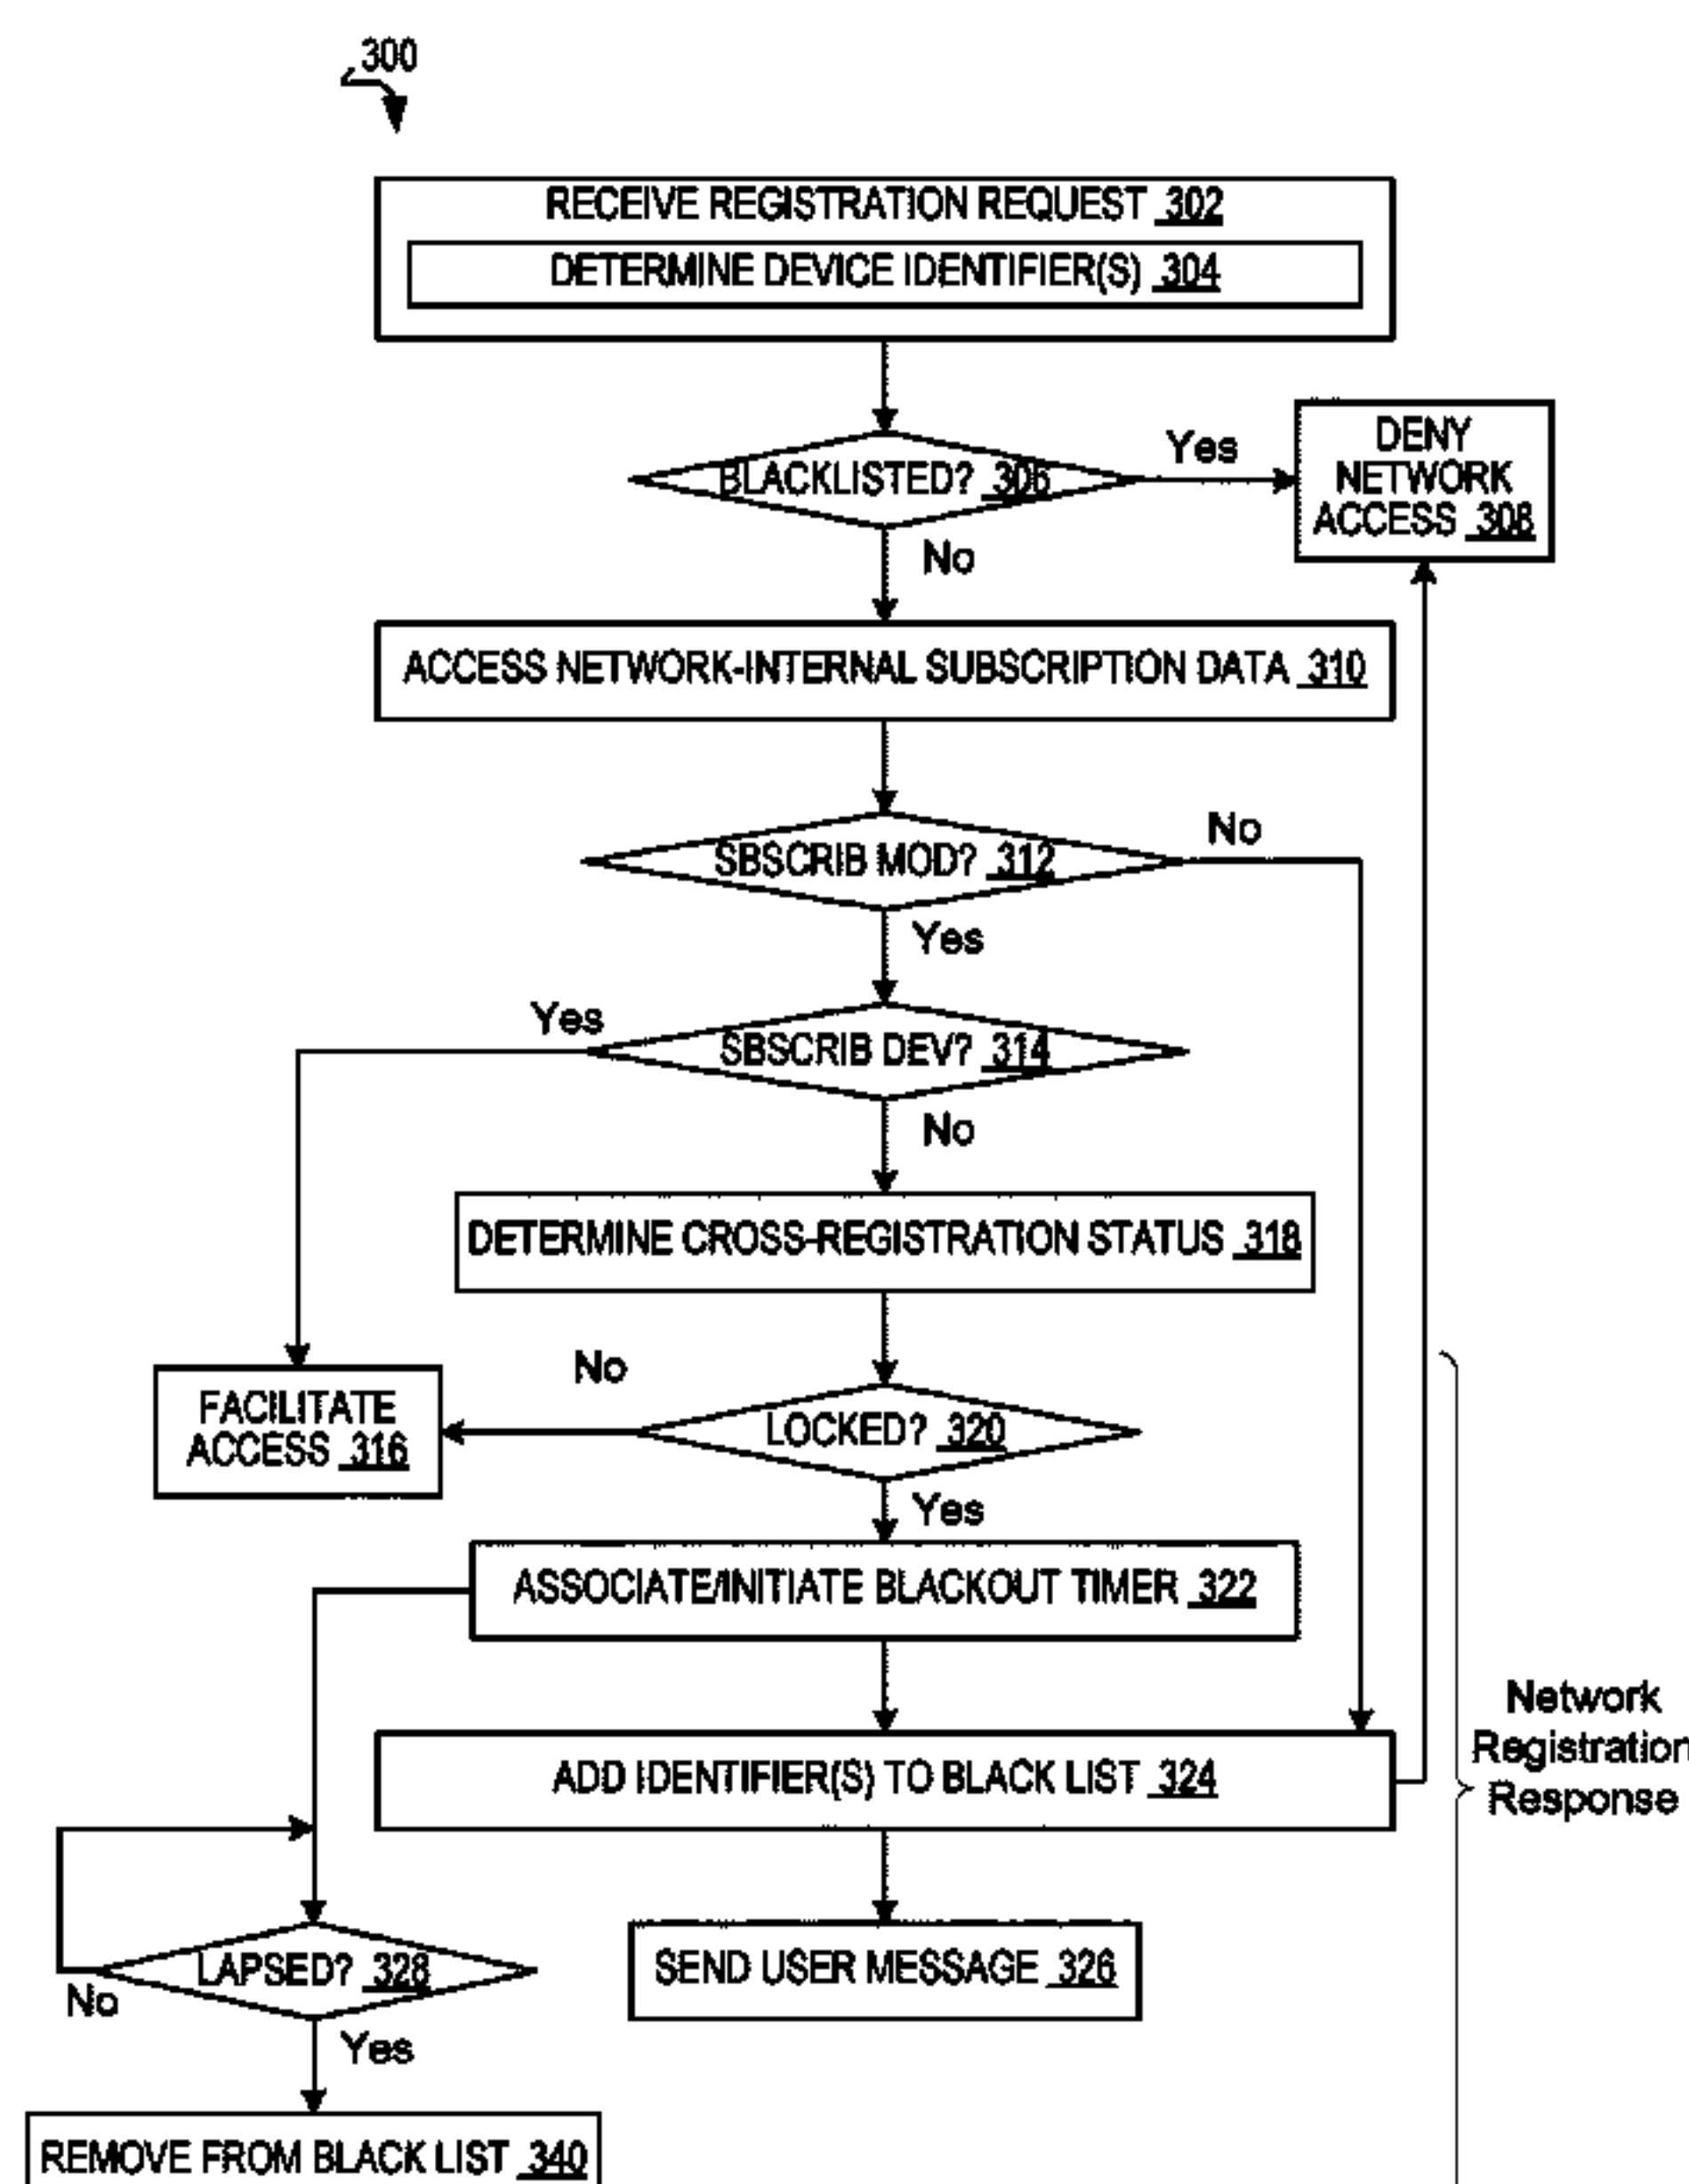 300
RECEIVE REGISTRATION REQUEST 302
DETERMINE DEVICE IDENTIFIER(S) 304
BLACKLISTED? 306
Yes
DENY
NETWORK
ACCESS 308
No
ACCESS NETWORK-INTERNAL SUBSCRIPTION DATA 310
SBSCRIB MOD? 312
No
Yes
SBSCRIB DEV? 314
Yes
No
DETERMINE CROSS-REGISTRATION STATUS 318
No
LOCKED? 320
FACILITATE
ACCESS 316
Yes
ASSOCIATE/INITIATE BLACKOUT TIMER 322
Network
Registration
Response
ADD IDENTIFIER(S) TO BLACK LIST 324
LAPSED? 328
No
Yes
SEND USER MESSAGE 326
REMOVE FROM BLACK LIST 340